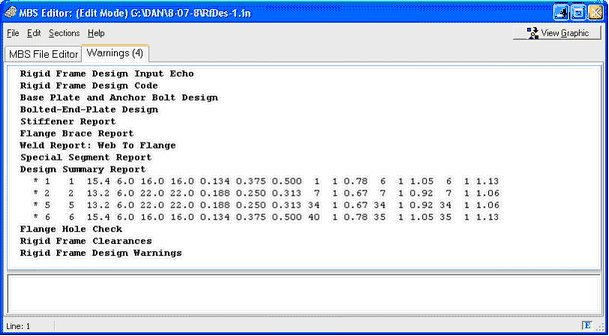 MBS Editor: (Edit Mode) G:\DAN\8-07-8\RfDes-1.in
File Edit Sections Help View Graphic
MBS File Editor Warnings (4)
Rigid Frame Design Input Echo
Rigid Frame Design Code
Base Plate and Anchor Bolt Design
Bolted-End-Plate Design
Stiffener Report
Flange Brace Report
Weld Report: Web To Flange
Special Segment Report
Design Summary Report
* 1 1 15.4 6.0 16.0 16.0 0.134 0.375 0.500 1 1 0.78 6 1 1.05 6 1 1.13
* 2 2 13.2 6.0 22.0 22.0 0.188 0.250 0.313 7 1 0.67 7 1 0.92 7 1 1.06
* 5 5 13.2 6.0 22.0 22.0 0.188 0.250 0.313 34 1 0.67 34 1 0.92 34 1 1.06
* 6 6 15.4 6.0 16.0 16.0 0.134 0.375 0.500 40 1 0.78 35 1 1.05 35 1 1.13
Flange Hole Check
Rigid Frame Clearances
Rigid Frame Design Warnings
Line: 1 E